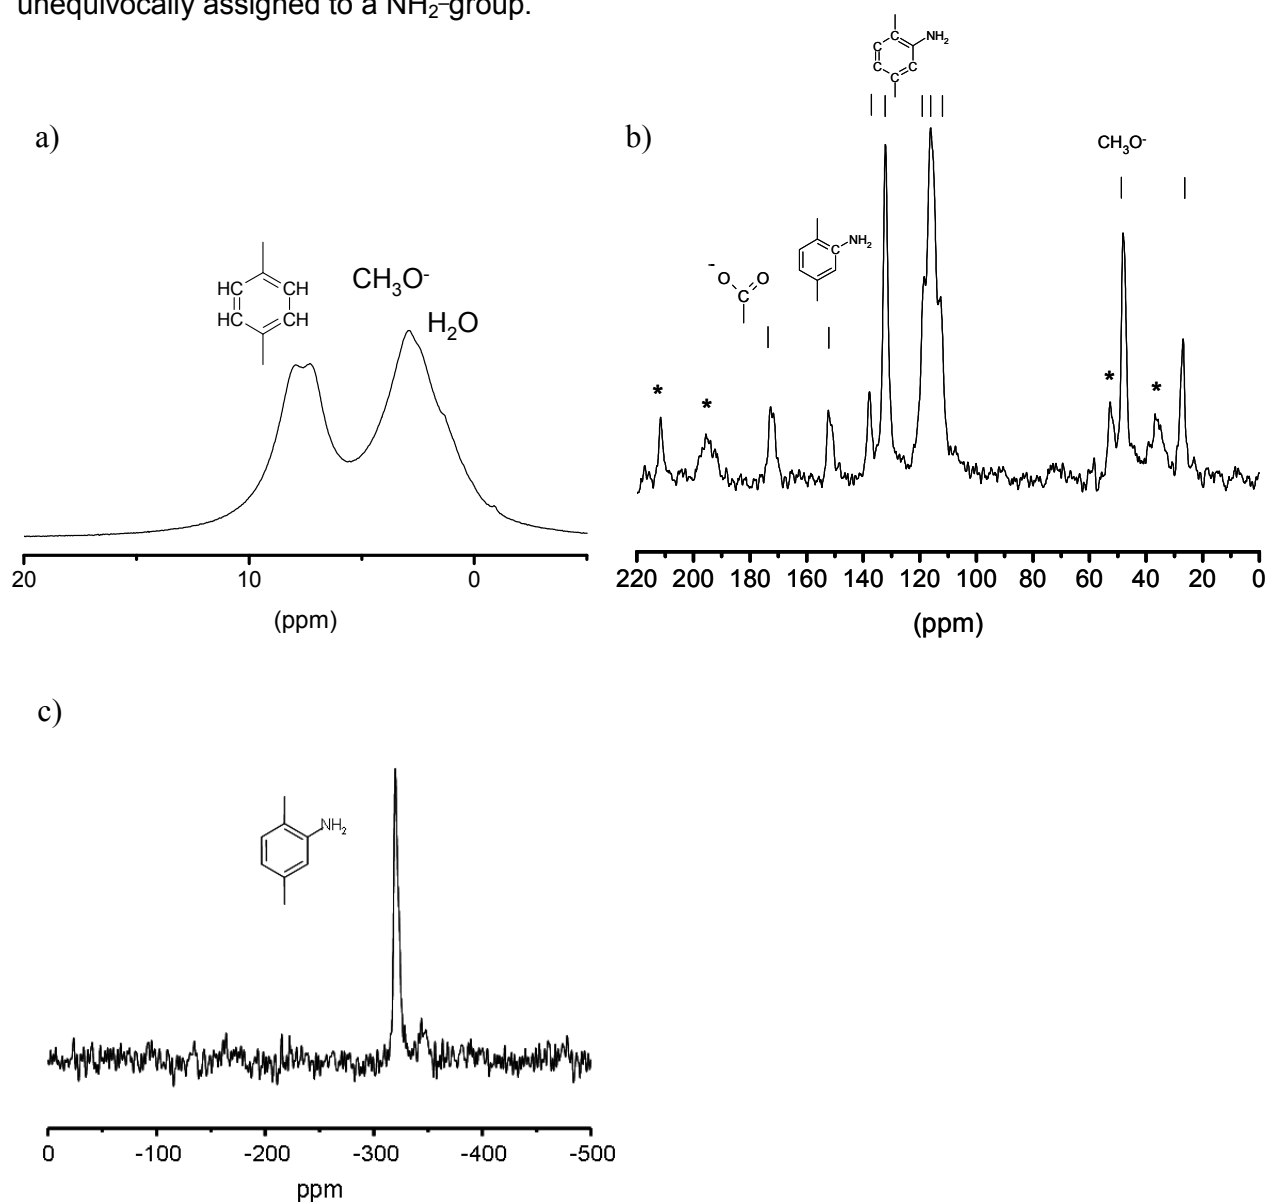 unequivocally assigned to a NH₂-group.
a)
HC
CH
HC
CH
CH₃O⁻
H₂O
20
10
0
(ppm)
b)
C
NH₂
C
C
C
C
C
⁻
O
O
C
C
NH₂
CH₃O⁻
*
*
*
*
220
200
180
160
140
120
100
80
60
40
20
0
(ppm)
c)
NH₂
0
-100
-200
-300
-400
-500
ppm